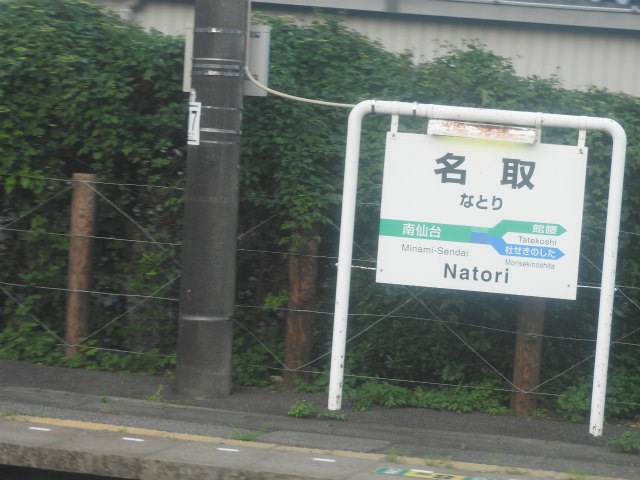 7
名取
なとり
南仙台
館腰
Tatekoshi
杜せきのした
Minami-Sendai
Morisekinoshita
Natori